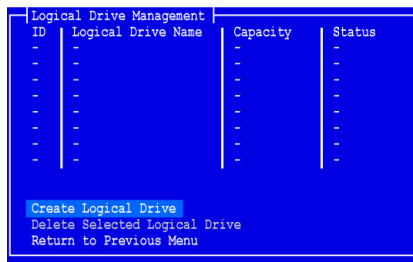 Logical Drive Management
ID Logical Drive Name Capacity Status
- - - -
- - - -
- - - -
- - - -
- - - -
- - - -
- - - -
- - - -
Create Logical Drive
Delete Selected Logical Drive
Return to Previous Menu